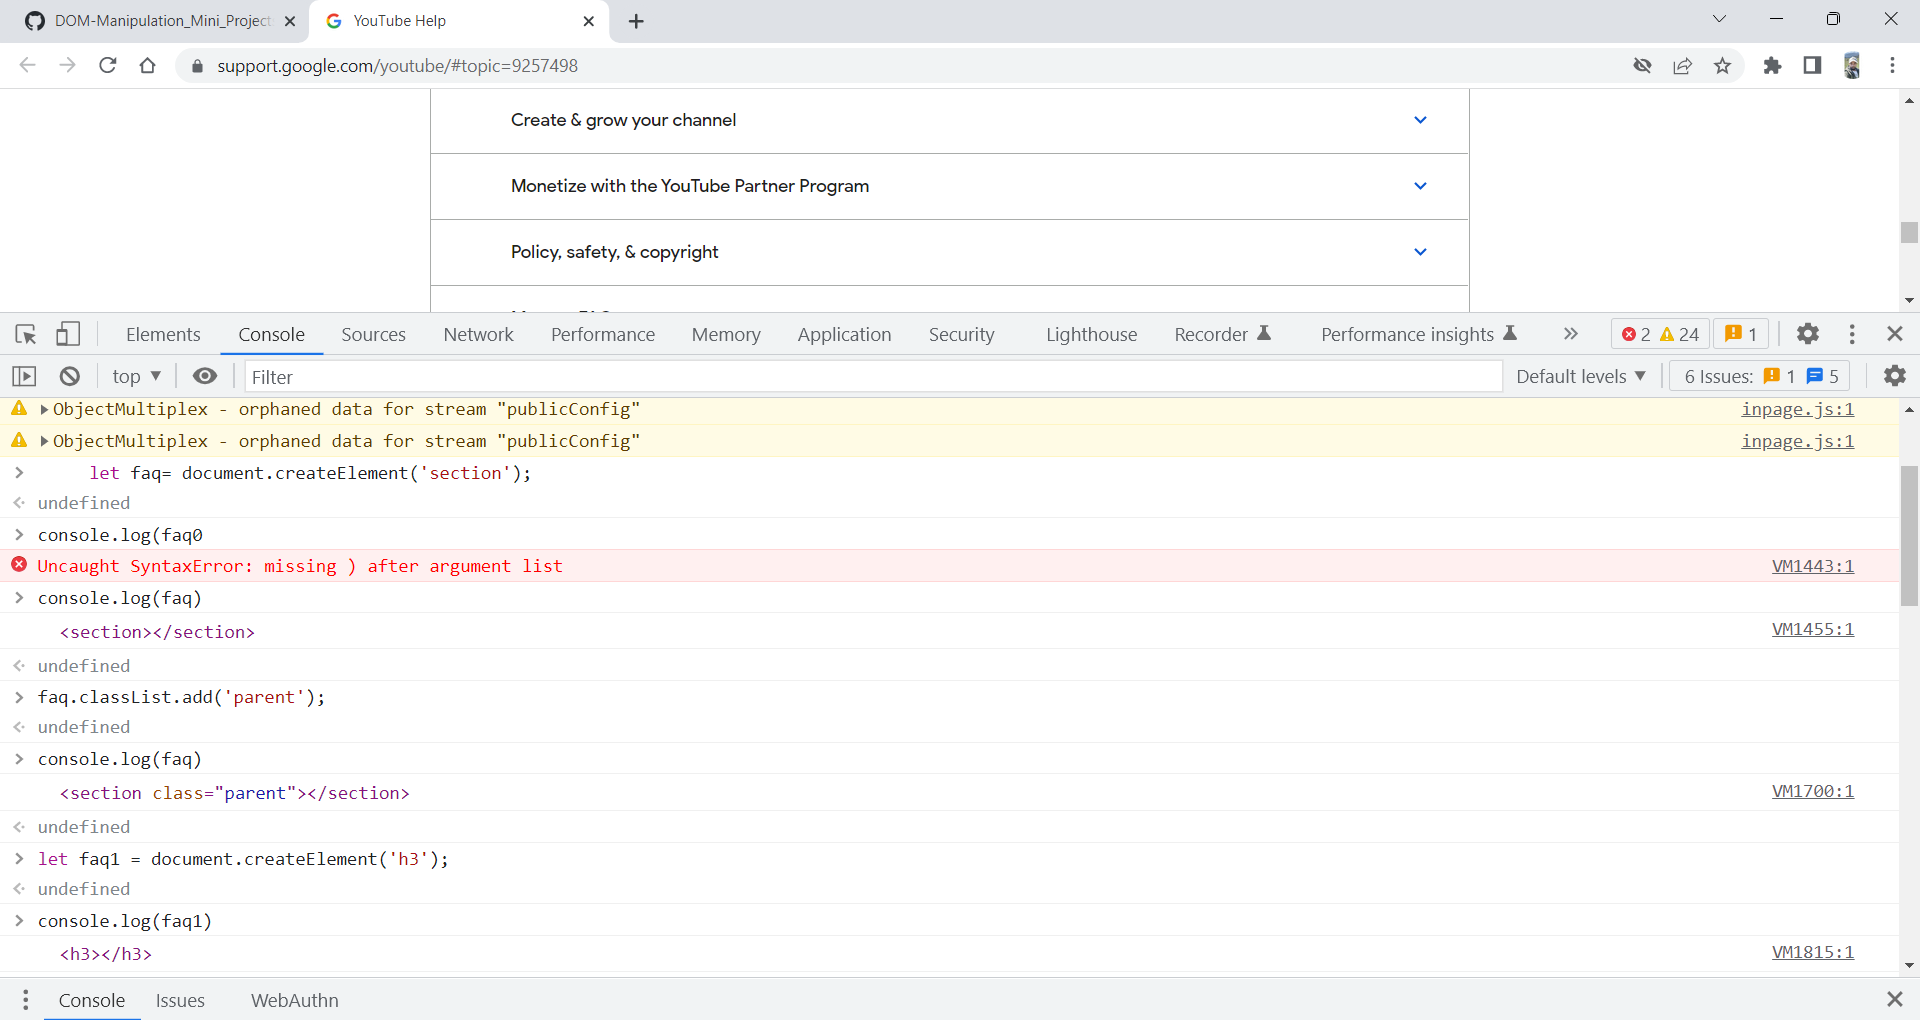 DOM-Manipulation_Mini_Project
YouTube Help
support.google.com/youtube/#topic=9257498
Create & grow your channel
Monetize with the YouTube Partner Program
Policy, safety, & copyright
Elements Console Sources Network Performance Memory Application Security Lighthouse Recorder Performance insights 2 24 1
top Filter Default levels 6 Issues: 1 5
ObjectMultiplex - orphaned data for stream "publicConfig" inpage.js:1
ObjectMultiplex - orphaned data for stream "publicConfig" inpage.js:1
let faq= document.createElement('section');
undefined
console.log(faq0
Uncaught SyntaxError: missing ) after argument list VM1443:1
console.log(faq)
<section></section> VM1455:1
undefined
faq.classList.add('parent');
undefined
console.log(faq)
<section class="parent"></section> VM1700:1
undefined
let faq1 = document.createElement('h3');
undefined
console.log(faq1)
<h3></h3> VM1815:1
Console Issues WebAuthn